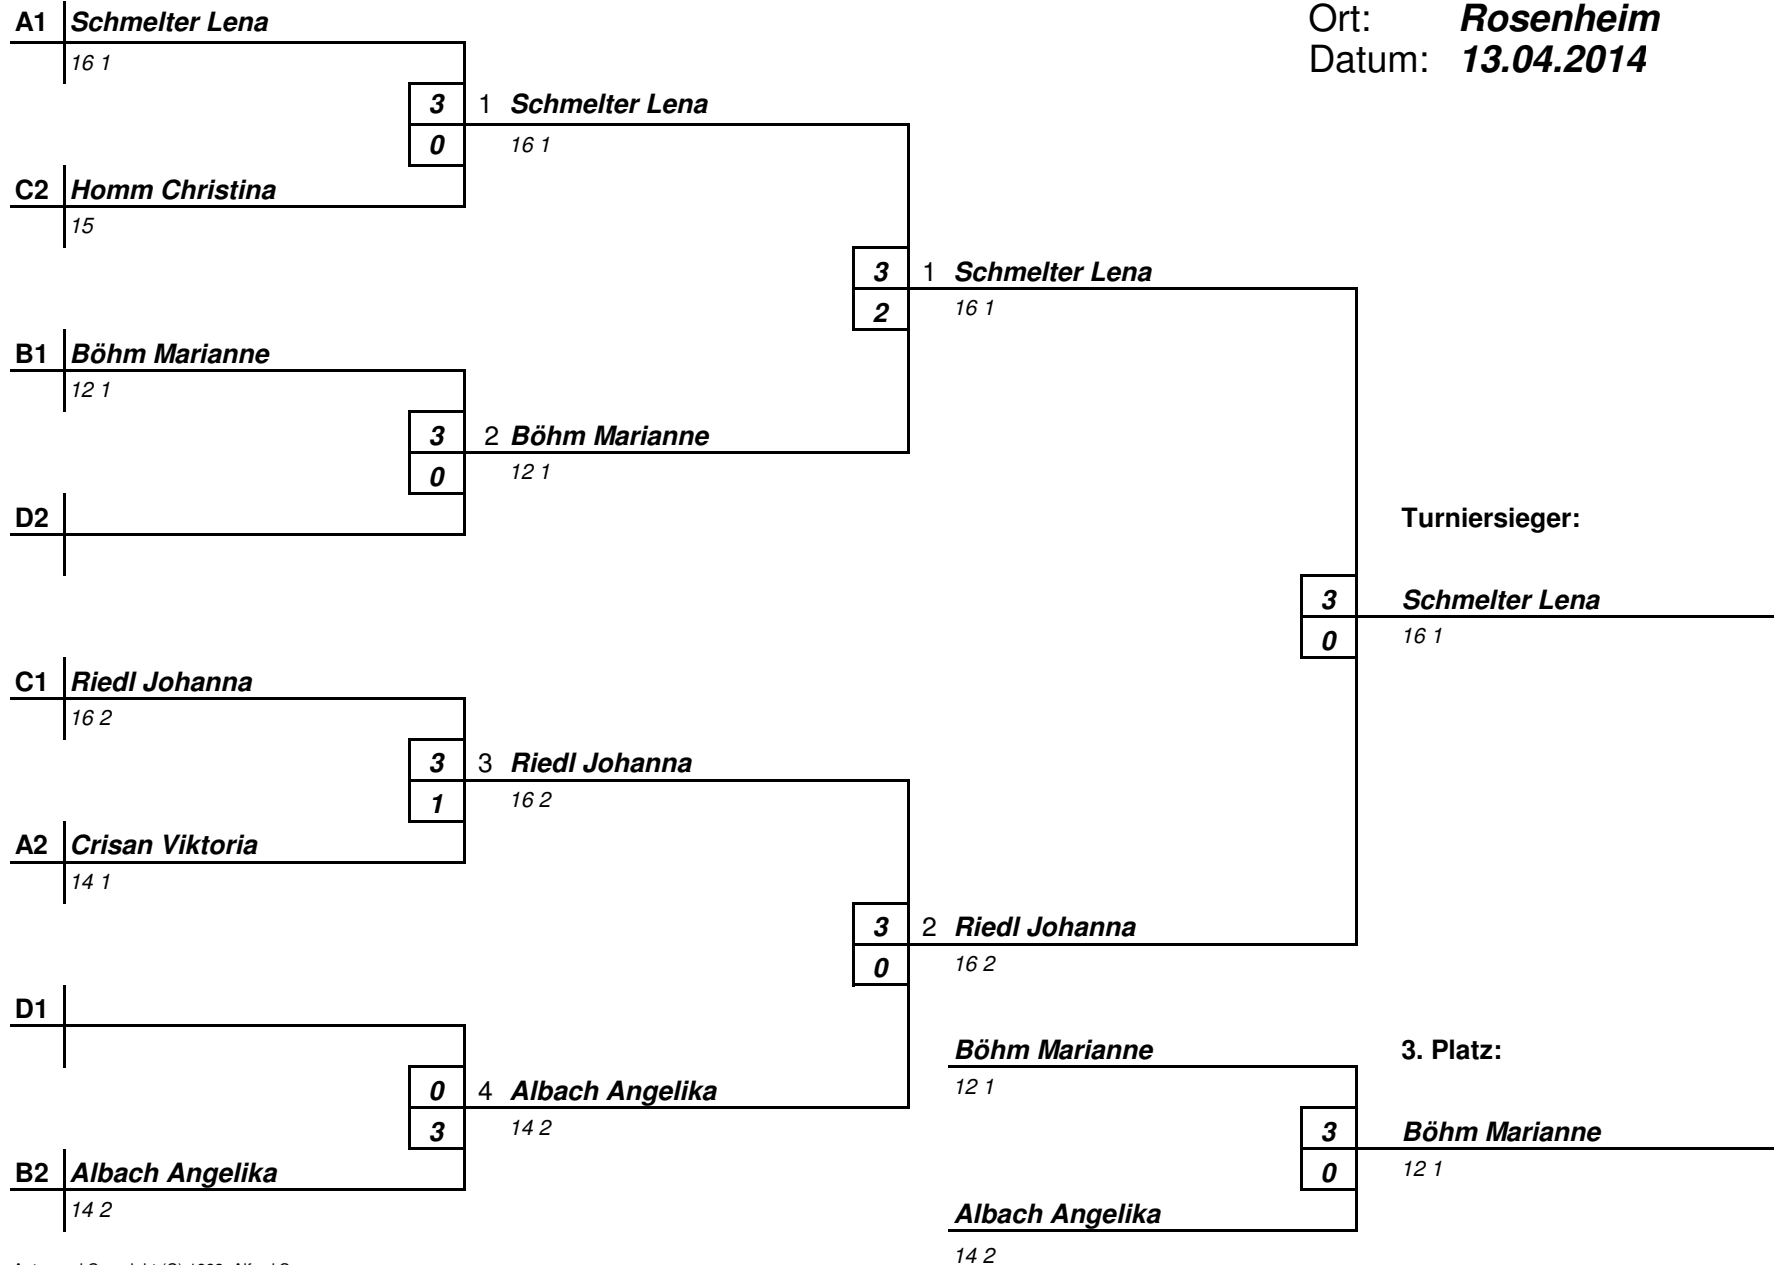 A1 Schmelter Lena
16 1
Ort: Rosenheim
Datum: 13.04.2014
3 1 Schmelter Lena
0 16 1
C2 Homm Christina
15
3 1 Schmelter Lena
2 16 1
B1 Böhm Marianne
12 1
3 2 Böhm Marianne
0 12 1
D2
Turniersieger:
3 Schmelter Lena
0 16 1
C1 Riedl Johanna
16 2
3 3 Riedl Johanna
1 16 2
A2 Crisan Viktoria
14 1
3 2 Riedl Johanna
0 16 2
D1
Böhm Marianne 3. Platz:
12 1
0 4 Albach Angelika
3 14 2
3 Böhm Marianne
0 12 1
B2 Albach Angelika
14 2
Albach Angelika
14 2